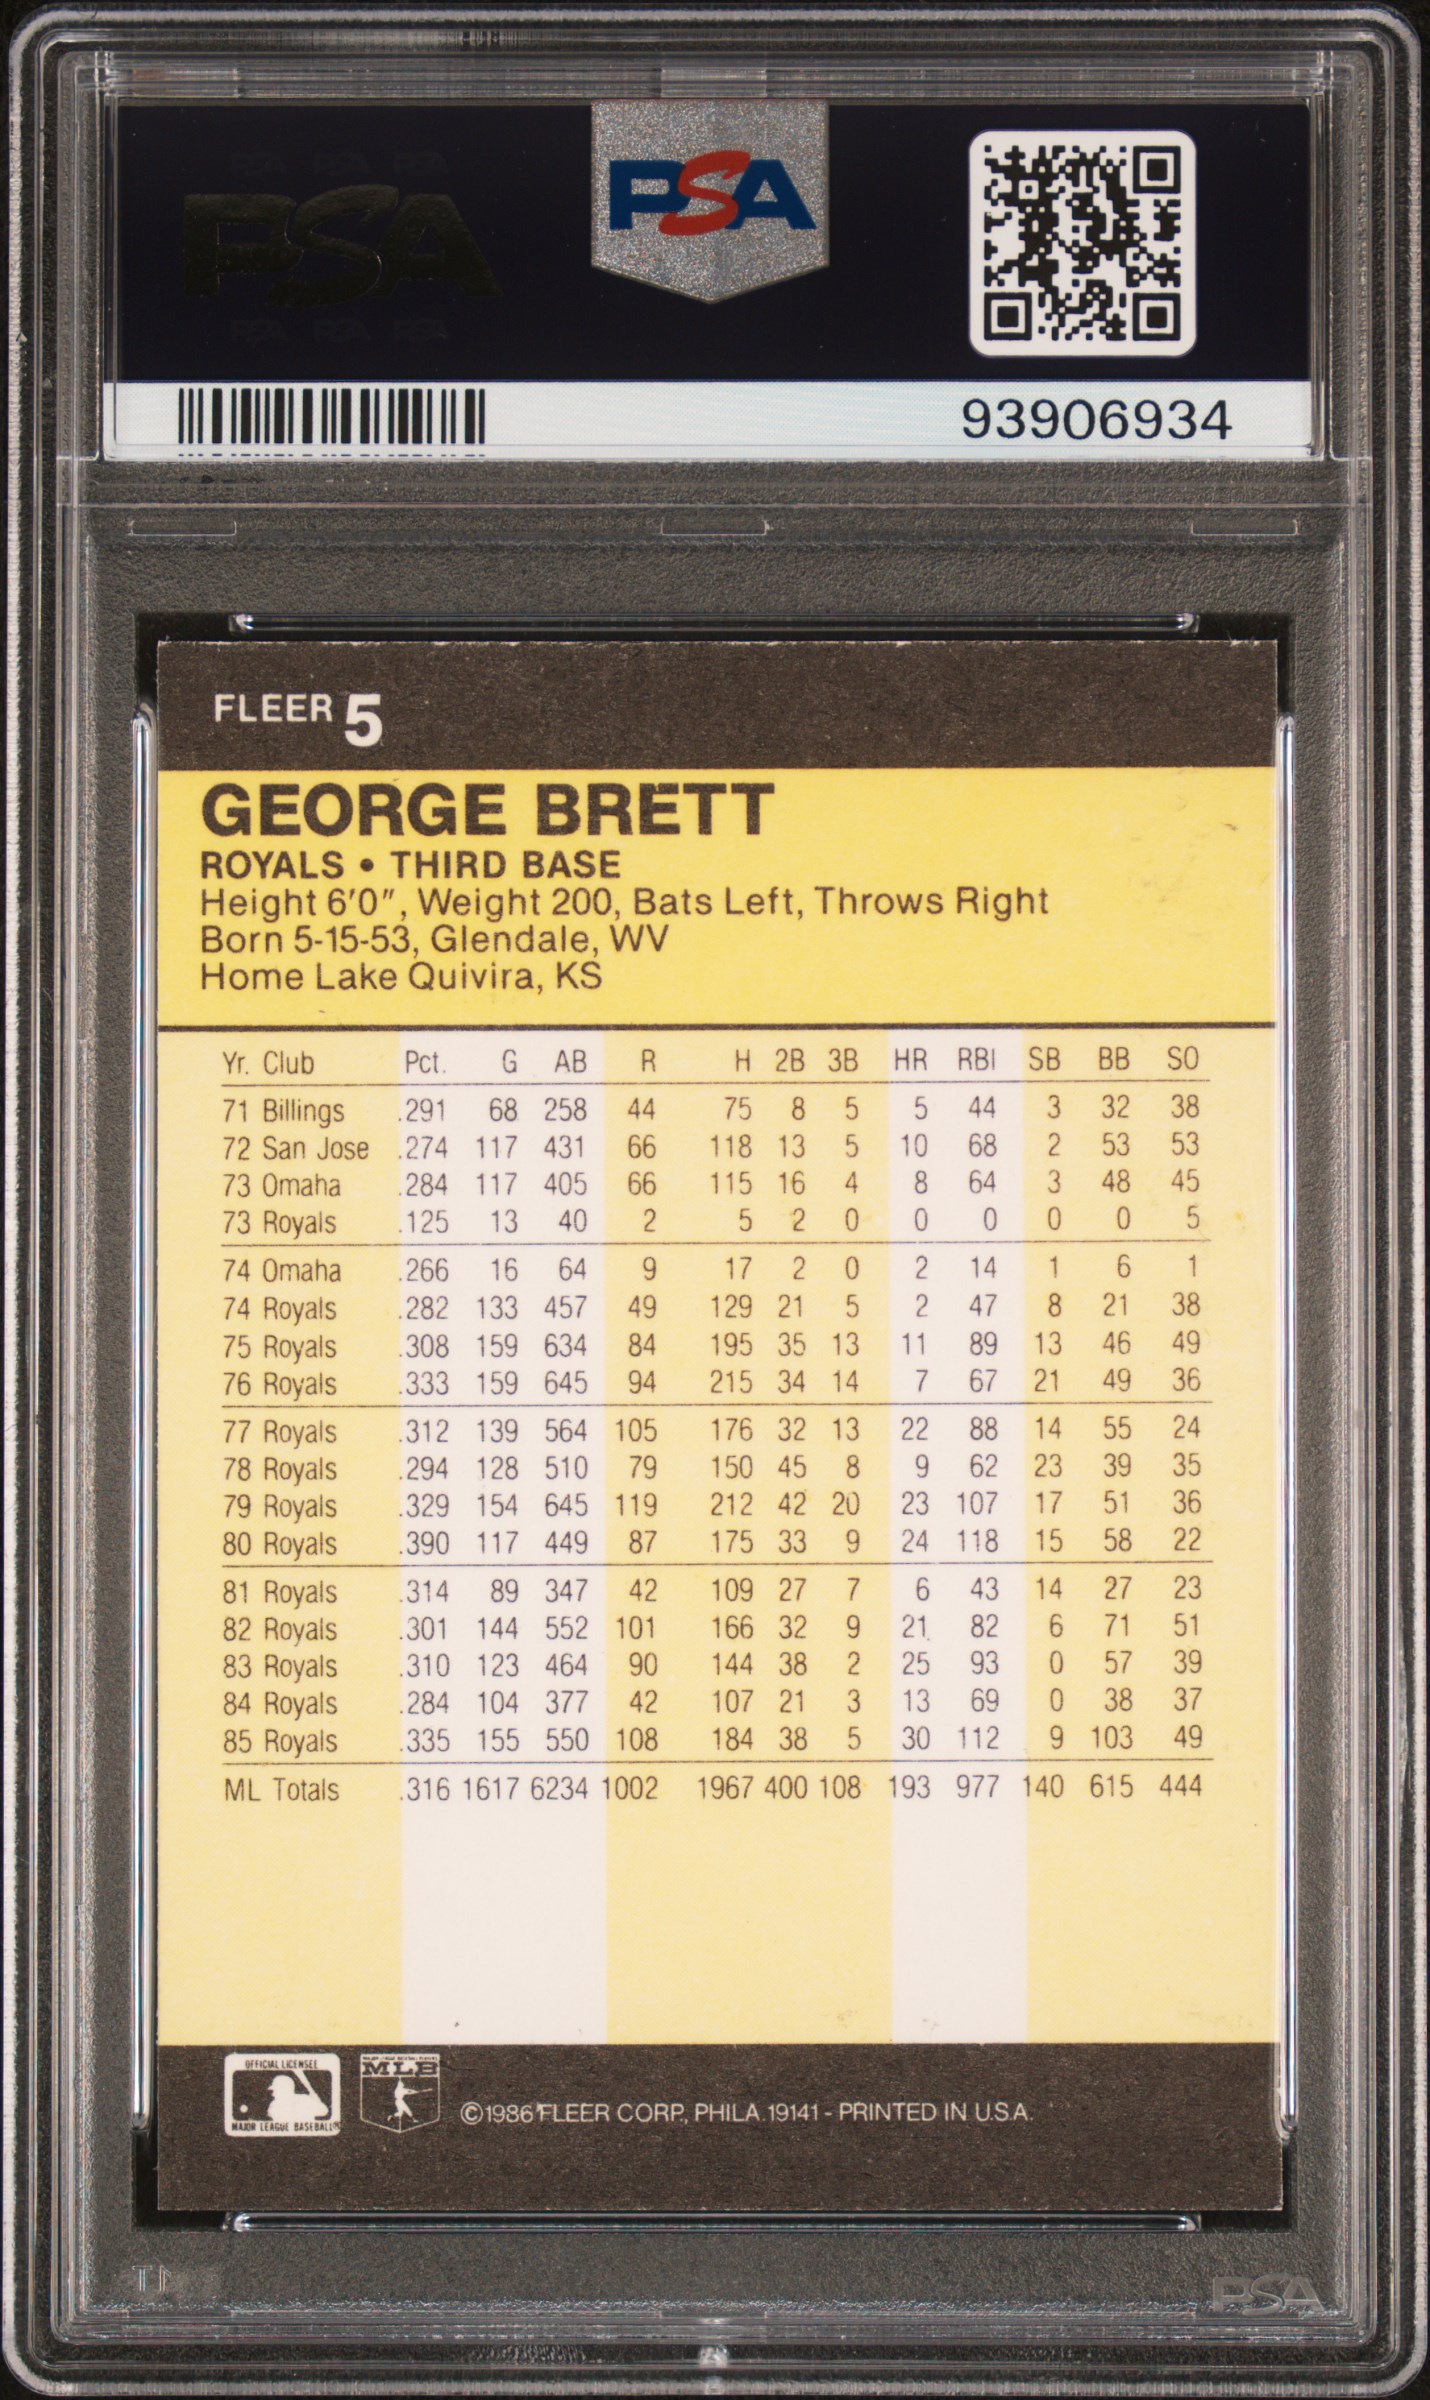 PSA
PSA
93906934
FLEER 5
GEORGE BRETT
ROYALS • THIRD BASE
Height 6'0", Weight 200, Bats Left, Throws Right
Born 5-15-53, Glendale, WV
Home Lake Quivira, KS
Yr. Club Pct. G AB R H 2B 3B HR RBI SB BB SO
71 Billings .291 68 258 44 75 8 5 5 44 3 32 38
72 San Jose .274 117 431 66 118 13 5 10 68 2 53 53
73 Omaha .284 117 405 66 115 16 4 8 64 3 48 45
73 Royals .125 13 40 2 5 2 0 0 0 0 0 5
74 Omaha .266 16 64 9 17 2 0 2 14 1 6 1
74 Royals .282 133 457 49 129 21 5 2 47 8 21 38
75 Royals .308 159 634 84 195 35 13 11 89 13 46 49
76 Royals .333 159 645 94 215 34 14 7 67 21 49 36
77 Royals .312 139 564 105 176 32 13 22 88 14 55 24
78 Royals .294 128 510 79 150 45 8 9 62 23 39 35
79 Royals .329 154 645 119 212 42 20 23 107 17 51 36
80 Royals .390 117 449 87 175 33 9 24 118 15 58 22
81 Royals .314 89 347 42 109 27 7 6 43 14 27 23
82 Royals .301 144 552 101 166 32 9 21 82 6 71 51
83 Royals .310 123 464 90 144 38 2 25 93 0 57 39
84 Royals .284 104 377 42 107 21 3 13 69 0 38 37
85 Royals .335 155 550 108 184 38 5 30 112 9 103 49
ML Totals .316 1617 6234 1002 1967 400 108 193 977 140 615 444
OFFICIAL LICENSEE
MAJOR LEAGUE BASEBALL
MLB
©1986 FLEER CORP., PHILA. 19141 - PRINTED IN U.S.A.
PSA